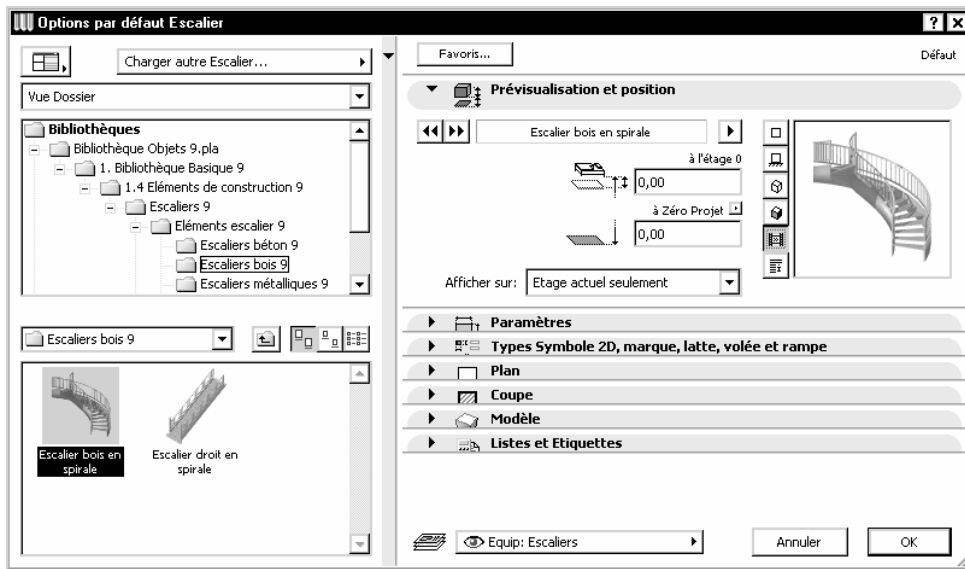 Options par défaut Escalier
Charger autre Escalier...
Vue Dossier
Bibliothèques
Bibliothèque Objets 9.pla
1. Bibliothèque Basique 9
1.4 Eléments de construction 9
Escaliers 9
Eléments escalier 9
Escaliers béton 9
Escaliers bois 9
Escaliers métalliques 9
Escaliers bois 9
Escalier bois en
spirale
Escalier droit en
spirale
Favoris...
Défaut
Prévisualisation et position
Escalier bois en spirale
à l'étage 0
0,00
à Zéro Projet
0,00
Afficher sur: Etage actuel seulement
Paramètres
Types Symbole 2D, marque, latte, volée et rampe
Plan
Coupe
Modèle
Listes et Etiquettes
Equip: Escaliers
Annuler
OK